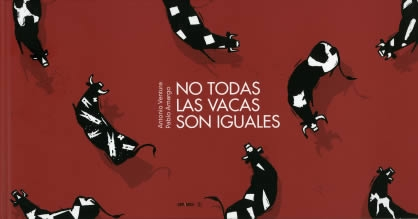 Antonio Ventura
Pablo Amargo
NO TODAS
LAS VACAS
SON IGUALES